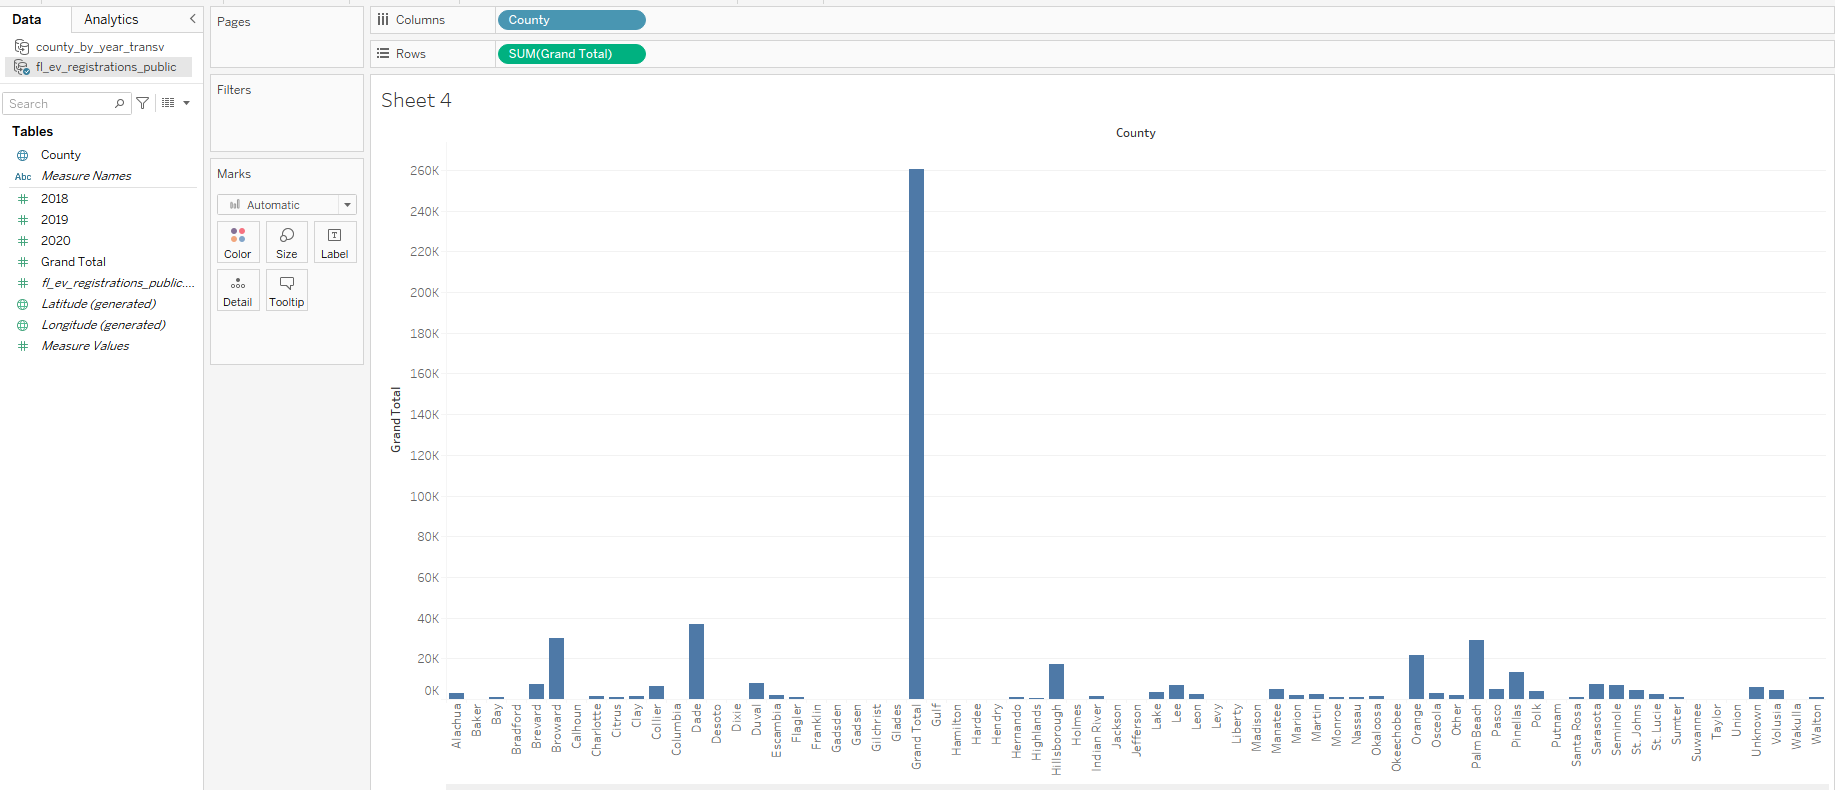 Data
Analytics
county_by_year_transv
fl_ev_registrations_public
Search
Tables
County
Abc Measure Names
2018
2019
2020
Grand Total
fl_ev_registrations_public....
Latitude (generated)
Longitude (generated)
Measure Values
Pages
Filters
Marks
Automatic
Color
Size
T
Label
Detail
Tooltip
Columns
County
Rows
SUM(Grand Total)
Sheet 4
County
Grand Total
260K
240K
220K
200K
180K
160K
140K
120K
100K
80K
60K
40K
20K
0K
Alachua
Baker
Bay
Bradford
Brevard
Broward
Calhoun
Charlotte
Citrus
Clay
Collier
Columbia
Dade
Desoto
Dixie
Duval
Escambia
Flagler
Franklin
Gadsden
Gadsen
Gilchrist
Glades
Grand Total
Gulf
Hamilton
Hardee
Hendry
Hernando
Highlands
Hillsborough
Holmes
Indian River
Jackson
Jefferson
Lake
Lee
Leon
Levy
Liberty
Madison
Manatee
Marion
Martin
Monroe
Nassau
Okaloosa
Okeechobee
Orange
Osceola
Other
Palm Beach
Pasco
Pinellas
Polk
Putnam
Santa Rosa
Sarasota
Seminole
St. Johns
St. Lucie
Sumter
Suwannee
Taylor
Union
Unknown
Volusia
Wakulla
Walton